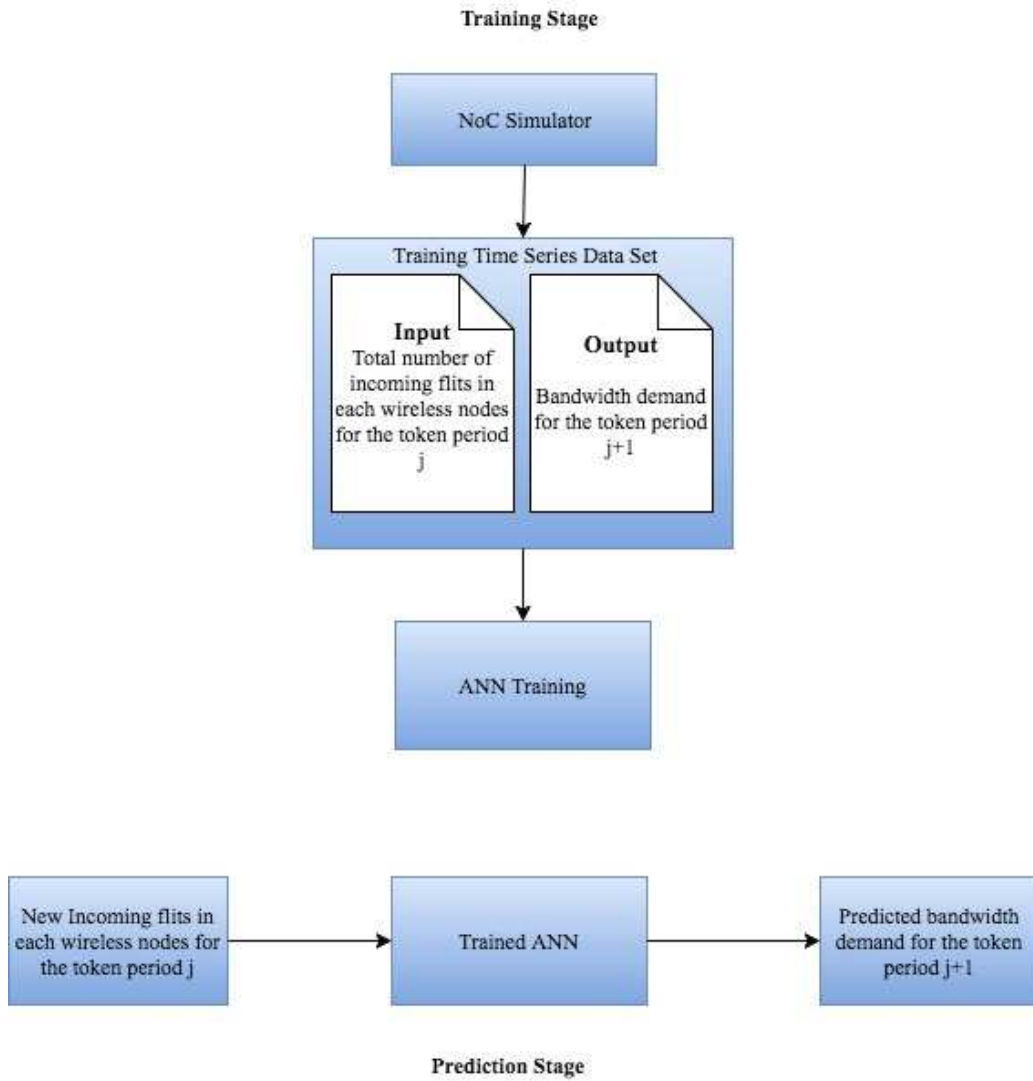 Training Stage
NoC Simulator
Training Time Series Data Set
Input
Total number of
incoming flits in
each wireless nodes
for the token period
j
Output
Bandwidth demand
for the token period
j+1
ANN Training
New Incoming flits in
each wireless nodes for
the token period j
Trained ANN
Predicted bandwidth
demand for the token
period j+1
Prediction Stage